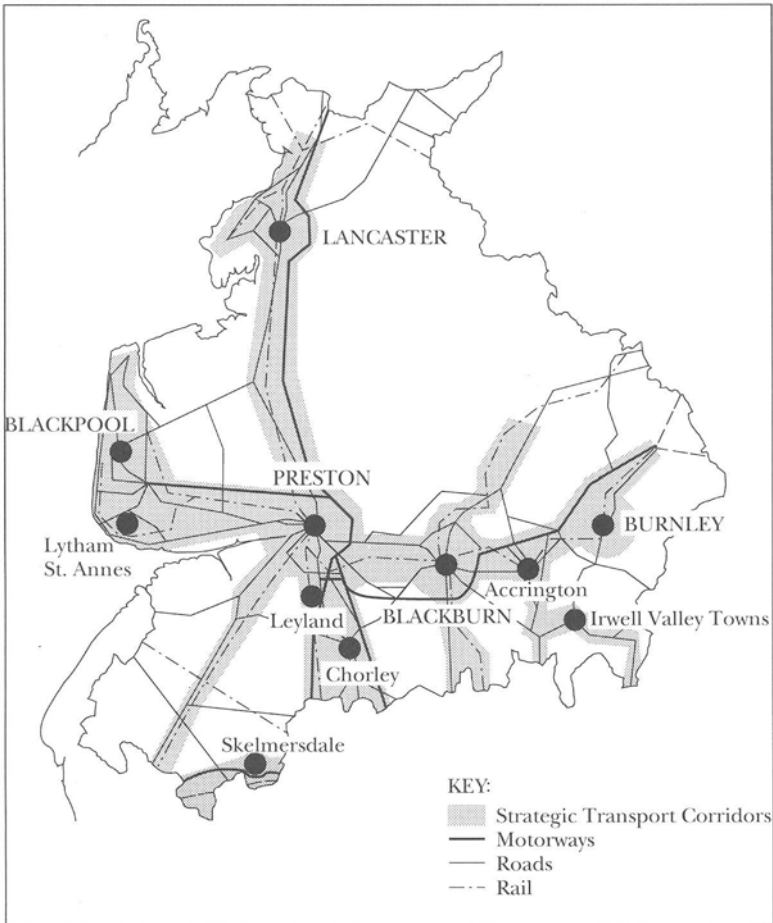 LANCASTER
BLACKPOOL
PRESTON
Lytham
St. Annes
BURNLEY
Accrington
Leyland
BLACKBURN
Irwell Valley Towns
Chorley
Skelmersdale
KEY:
Strategic Transport Corridors
Motorways
Roads
Rail